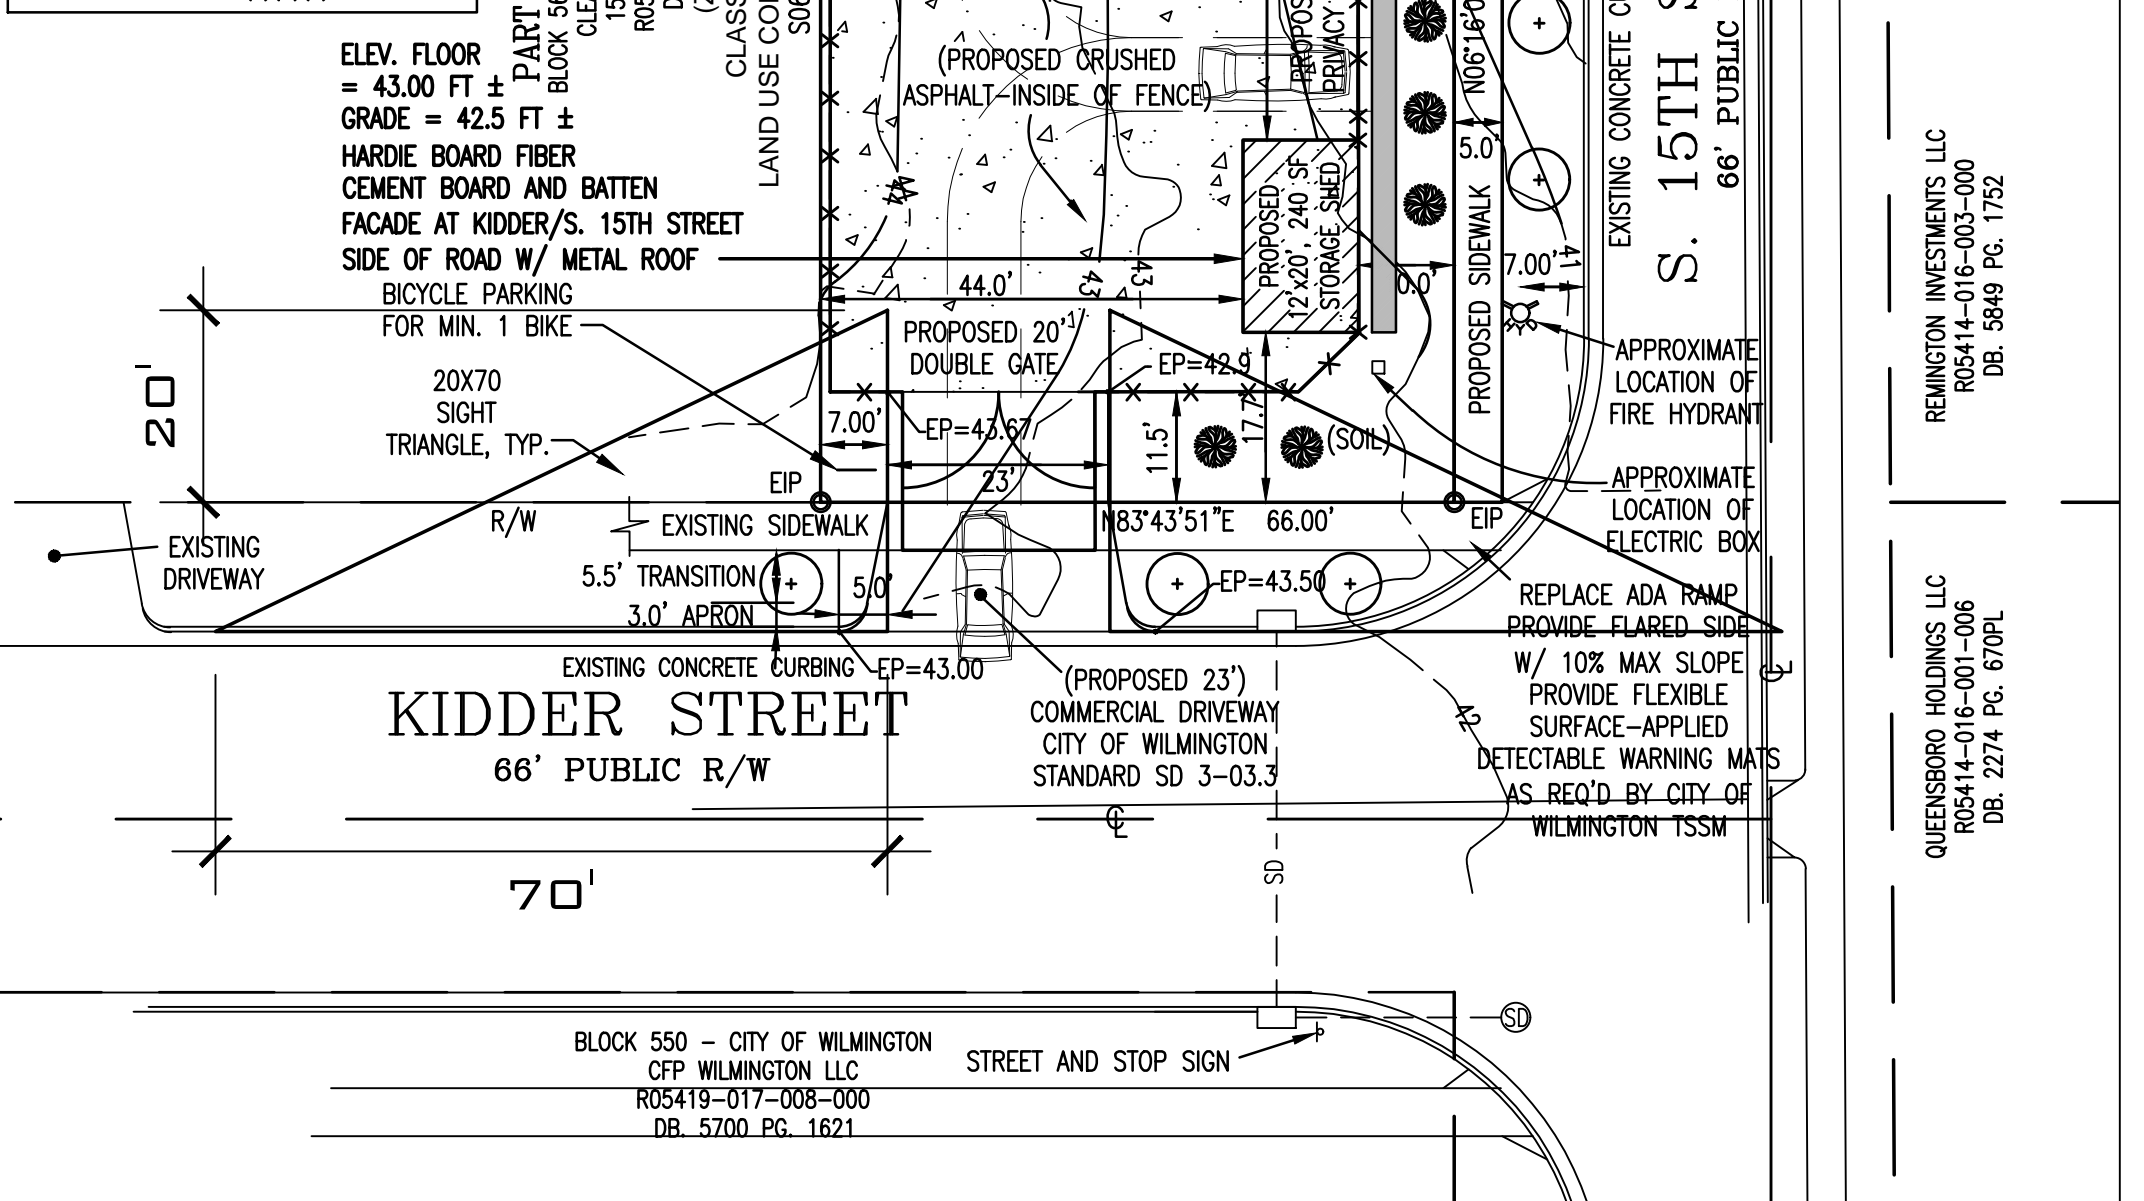 ELEV. FLOOR
= 43.00 FT ±
GRADE = 42.5 FT ±
HARDIE BOARD FIBER
CEMENT BOARD AND BATTEN
FACADE AT KIDDER/S. 15TH STREET
SIDE OF ROAD W/ METAL ROOF
BICYCLE PARKING
FOR MIN. 1 BIKE
20X70
SIGHT
TRIANGLE, TYP.
20'
PART
BLOCK
CLASS
LAND USE
(PROPOSED CRUSHED
ASPHALT-INSIDE OF FENCE)
PRIVACY
44
44.0'
43
43
PROPOSED
12'x20', 240 SF
STORAGE SHED
PROPOSED 20'
DOUBLE GATE
EP=42.9
7.00'
EP=43.67
23'
11.5'
17.7'
(SOIL)
5.0'
PROPOSED SIDEWALK
7.00'
41
EXISTING CONCRETE
S. 15TH
66' PUBLIC
APPROXIMATE
LOCATION OF
FIRE HYDRANT
APPROXIMATE
LOCATION OF
ELECTRIC BOX
EIP
R/W
EXISTING SIDEWALK
N83°43'51"E 66.00'
EIP
EXISTING
DRIVEWAY
5.5' TRANSITION
5.0'
3.0' APRON
EP=43.50
EXISTING CONCRETE CURBING
EP=43.00
REPLACE ADA RAMP
PROVIDE FLARED SIDE
W/ 10% MAX SLOPE
PROVIDE FLEXIBLE
SURFACE-APPLIED
DETECTABLE WARNING MATS
AS REQ'D BY CITY OF
WILMINGTON TSSM
(PROPOSED 23')
COMMERCIAL DRIVEWAY
CITY OF WILMINGTON
STANDARD SD 3-03.3
KIDDER STREET
66' PUBLIC R/W
42
70'
SD
SD
BLOCK 550 - CITY OF WILMINGTON
CFP WILMINGTON LLC
R05419-017-008-000
DB. 5700 PG. 1621
STREET AND STOP SIGN
REMINGTON INVESTMENTS LLC
R05414-016-003-000
DB. 5849 PG. 1752
QUEENSBORO HOLDINGS LLC
R05414-016-001-006
DB. 2274 PG. 670PL